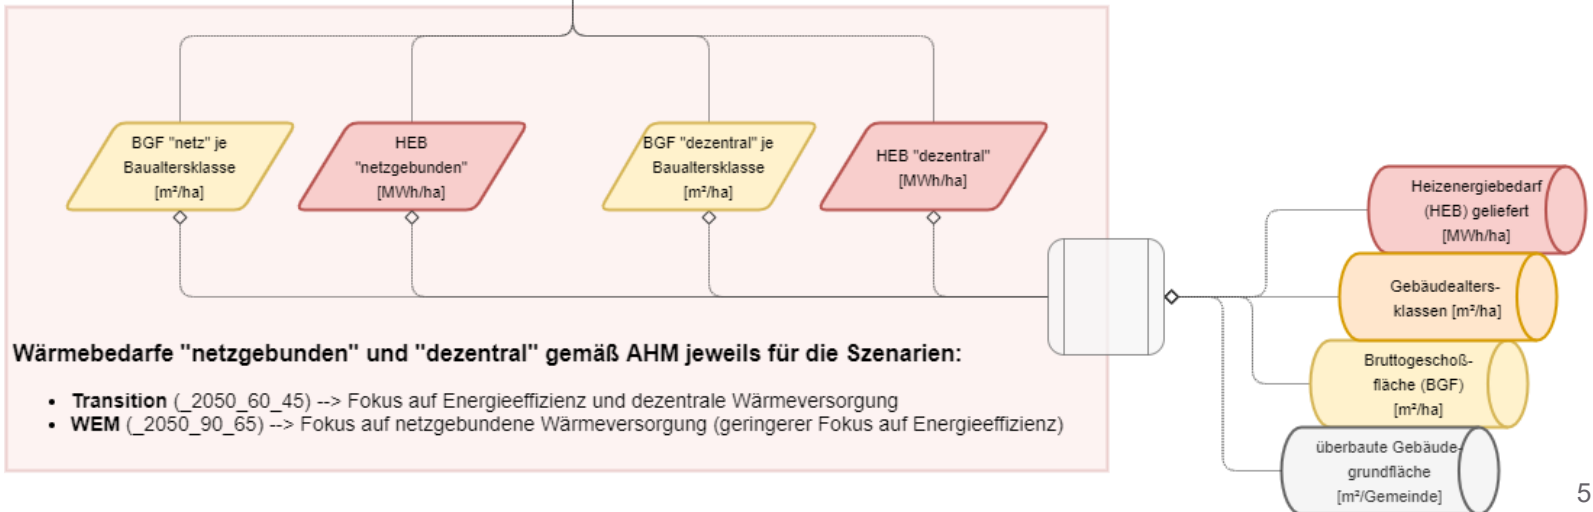 BGF "netz" je
Baualtersklasse
[m²/ha]
HEB
"netzgebunden"
[MWh/ha]
BGF "dezentral" je
Baualtersklasse
[m²/ha]
HEB "dezentral"
[MWh/ha]
Heizenergiebedarf
(HEB) geliefert
[MWh/ha]
Gebäudealters-
klassen [m²/ha]
Bruttogeschoß-
fläche (BGF)
[m²/ha]
überbaute Gebäude-
grundfläche
[m²/Gemeinde]
Wärmebedarfe "netzgebunden" und "dezentral" gemäß AHM jeweils für die Szenarien:
• Transition (_2050_60_45) --> Fokus auf Energieeffizienz und dezentrale Wärmeversorgung
• WEM (_2050_90_65) --> Fokus auf netzgebundene Wärmeversorgung (geringerer Fokus auf Energieeffizienz)
5